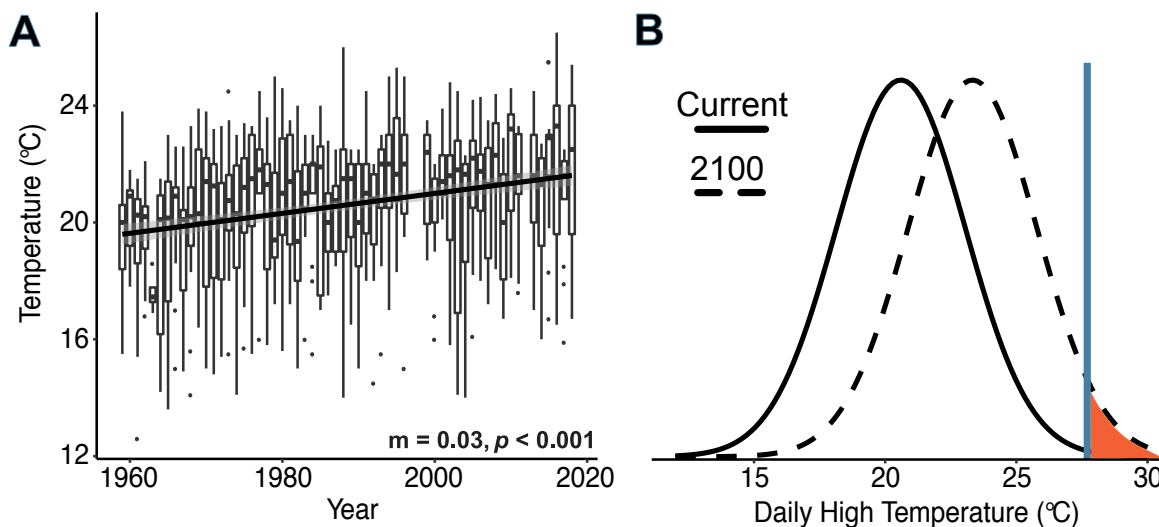 A
Temperature (°C)
24
20
16
12
m = 0.03, p < 0.001
1960
1980
2000
2020
Year
B
Current
2100
15
20
25
30
Daily High Temperature (°C)